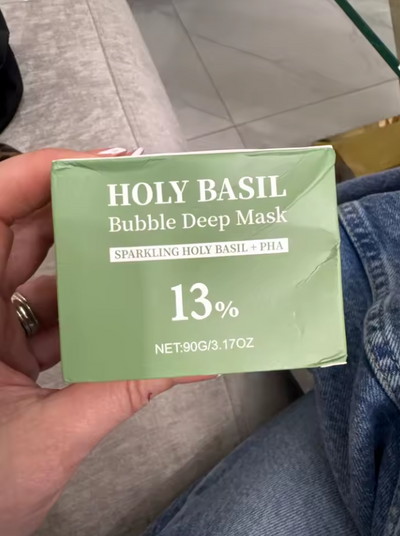 HOLY BASIL
Bubble Deep Mask
SPARKLING HOLY BASIL + PHA
13%
NET:90G/3.17OZ